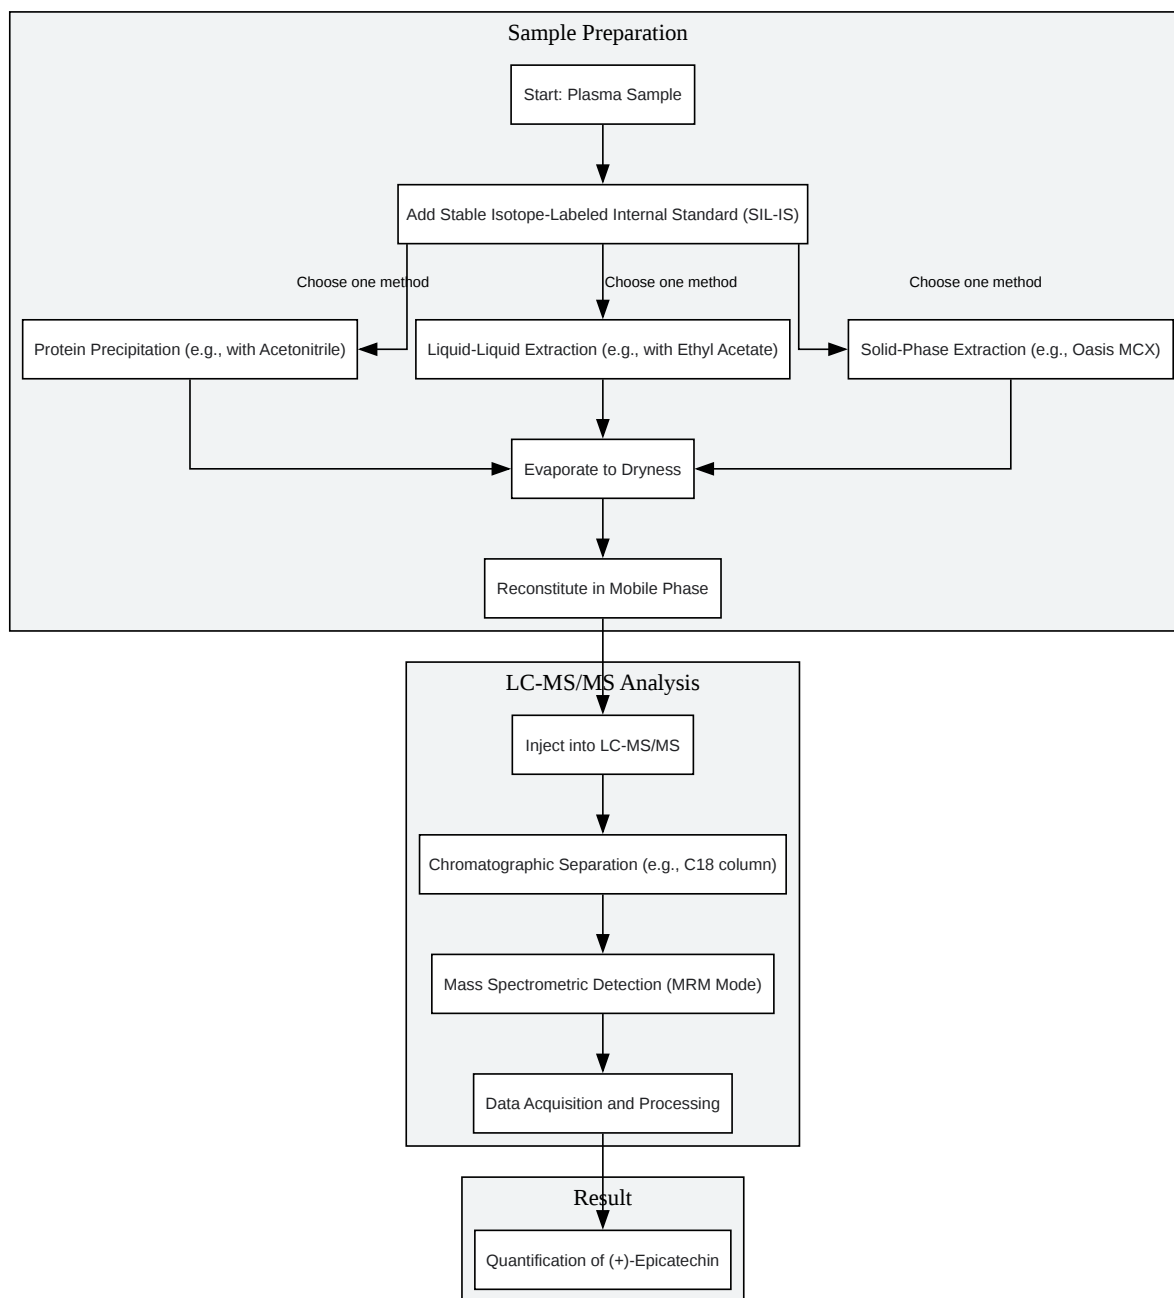 Sample Preparation
Start: Plasma Sample
Add Stable Isotope-Labeled Internal Standard (SIL-IS)
Choose one method
Choose one method
Choose one method
Protein Precipitation (e.g., with Acetonitrile)
Liquid-Liquid Extraction (e.g., with Ethyl Acetate)
Solid-Phase Extraction (e.g., Oasis MCX)
Evaporate to Dryness
Reconstitute in Mobile Phase
LC-MS/MS Analysis
Inject into LC-MS/MS
Chromatographic Separation (e.g., C18 column)
Mass Spectrometric Detection (MRM Mode)
Data Acquisition and Processing
Result
Quantification of (+)-Epicatechin